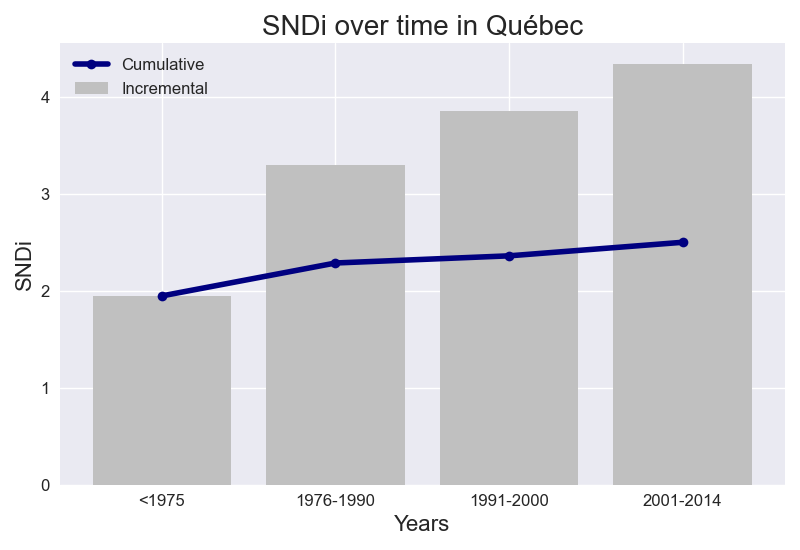 SNDi over time in Québec
Cumulative
Incremental
4
3
2
1
0
SNDi
<1975
1976-1990
1991-2000
2001-2014
Years